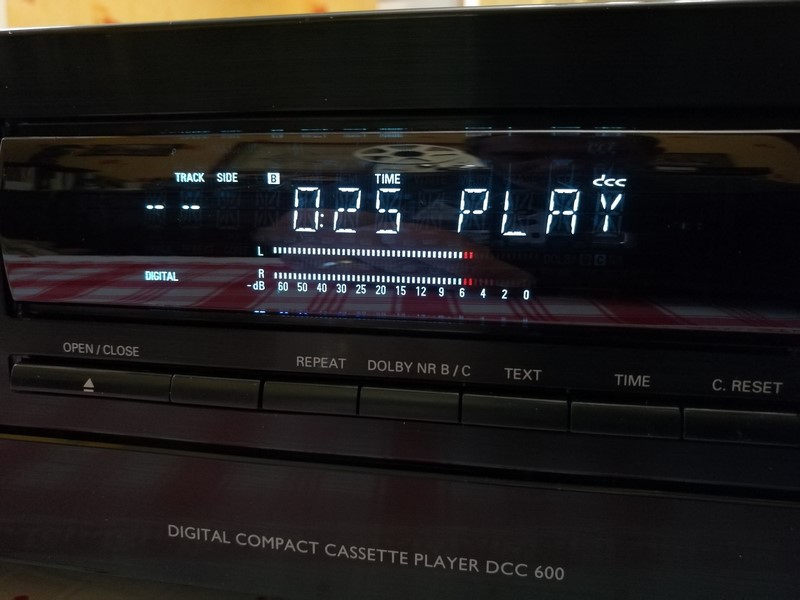 TRACK SIDE B TIME dcc
-- -- 0:25 PLAY
L
DIGITAL R
-dB 60 50 40 30 25 20 15 12 9 6 4 2 0
OPEN / CLOSE REPEAT DOLBY NR B / C TEXT TIME C. RESET
DIGITAL COMPACT CASSETTE PLAYER DCC 600